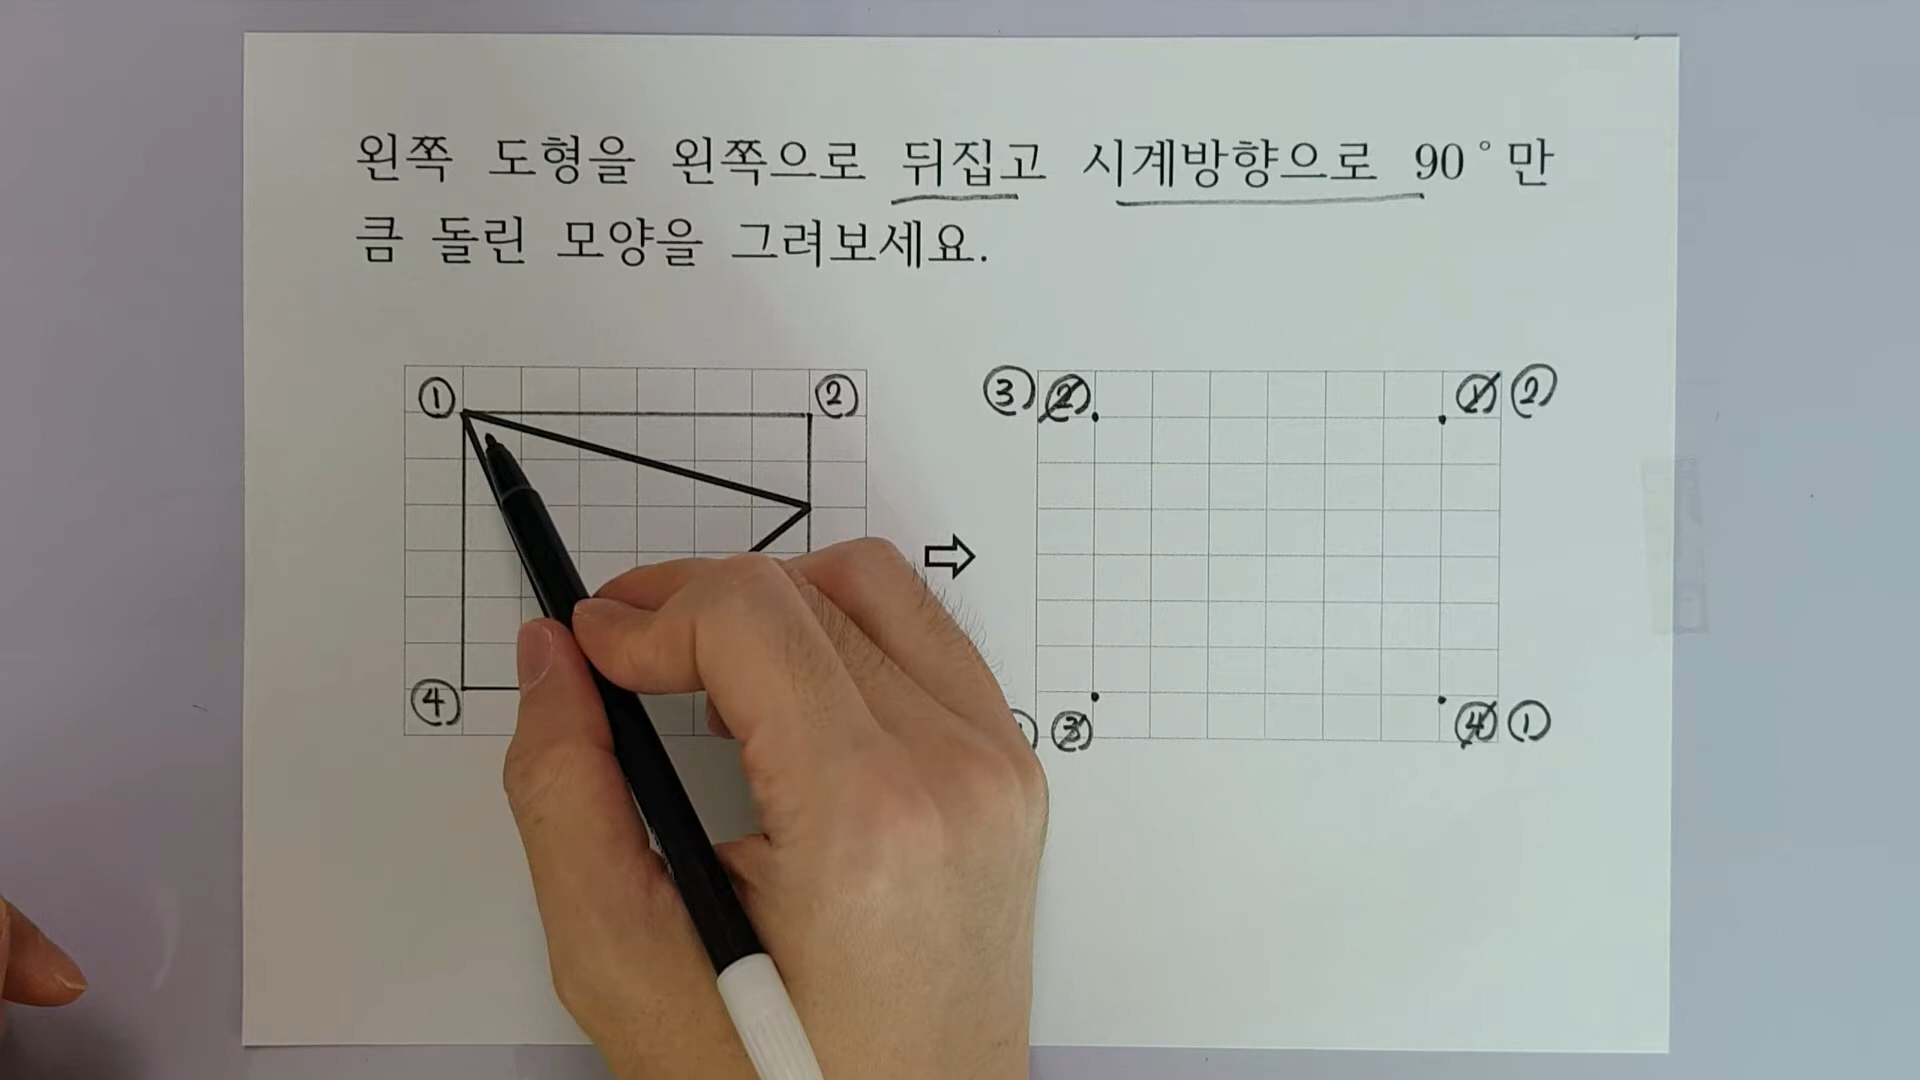 왼쪽 도형을 왼쪽으로 뒤집고 시계방향으로 90°만
큼 돌린 모양을 그려보세요.
① ②
③ ② ① ②
④
③ ④ ①